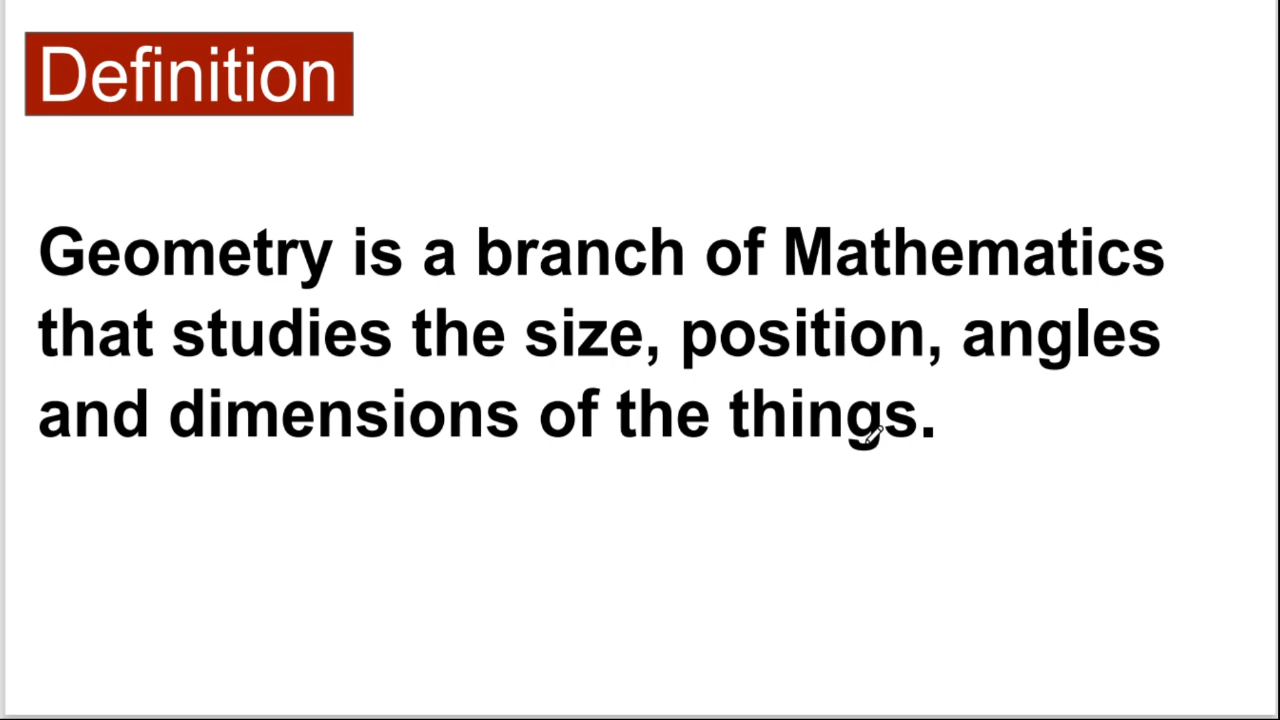 Definition
Geometry is a branch of Mathematics
that studies the size, position, angles
and dimensions of the things.